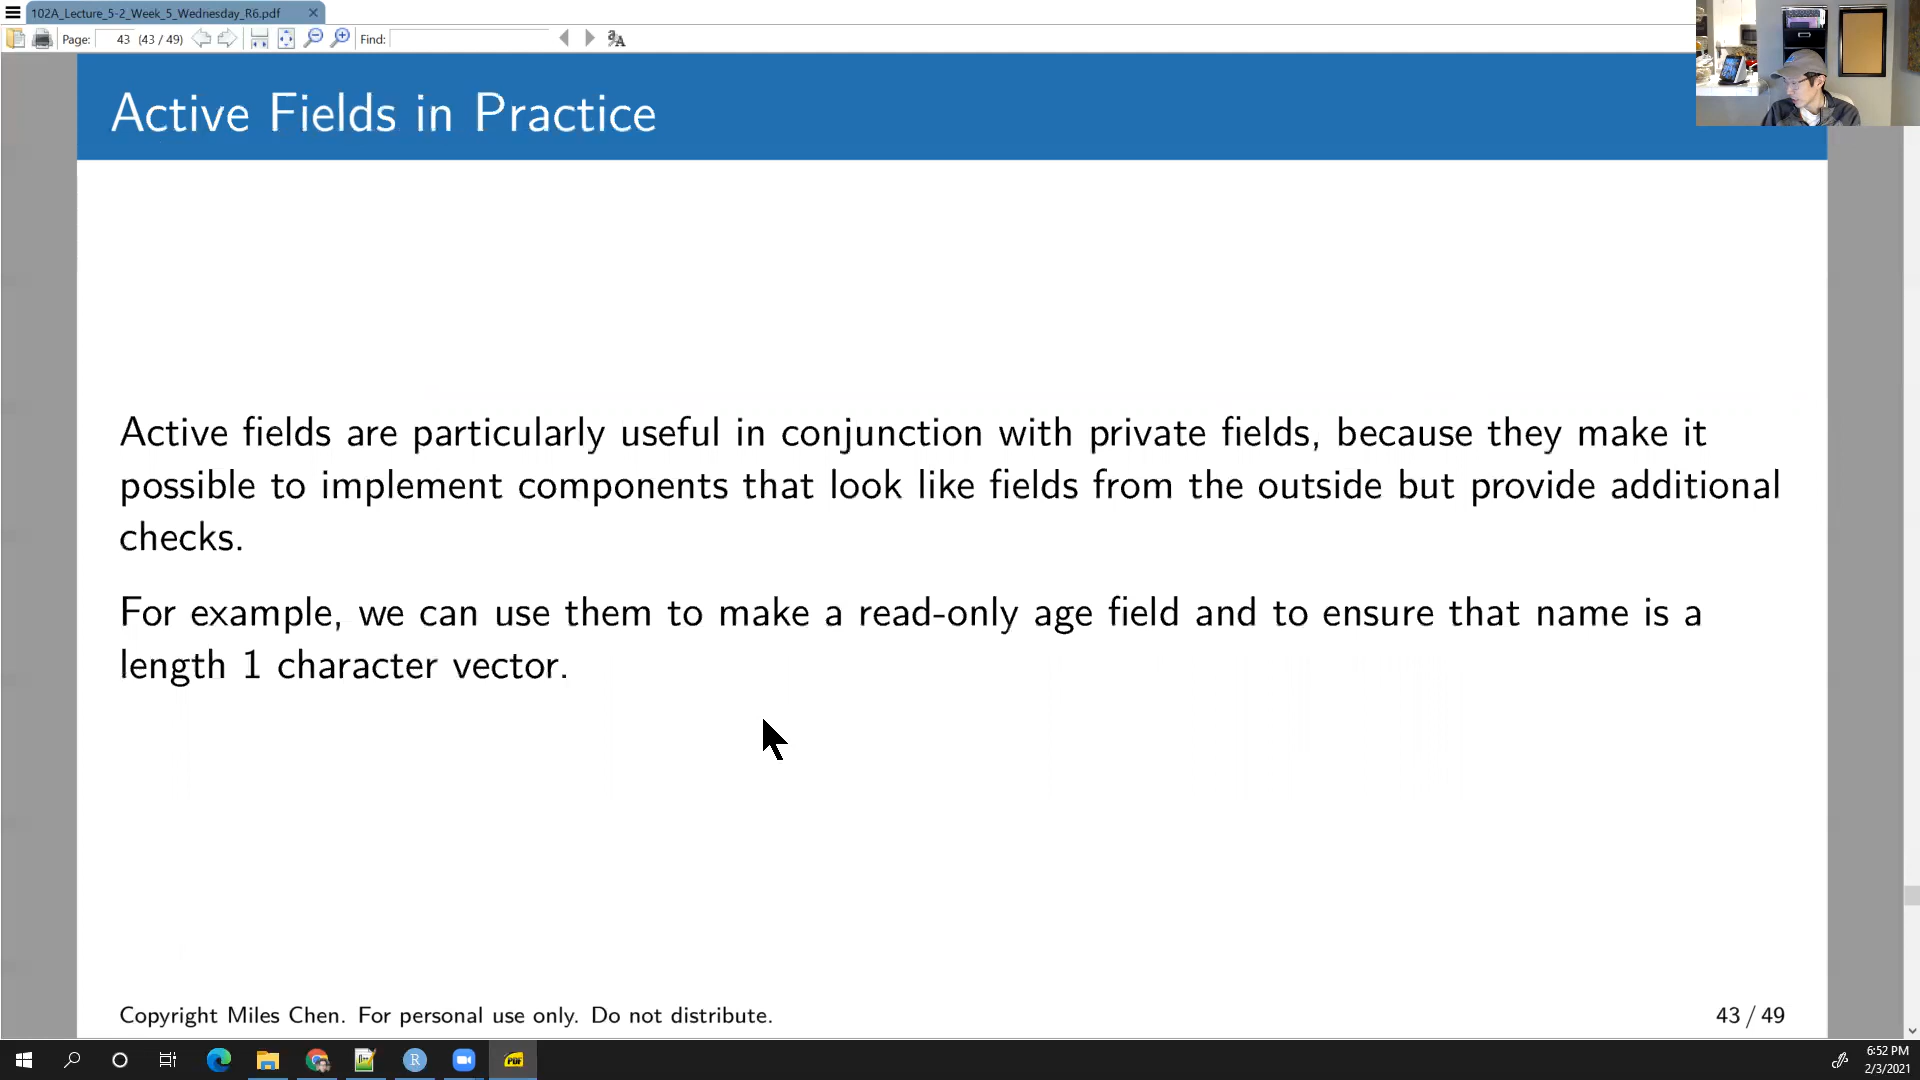 102A_Lecture_5-2_Week_5_Wednesday_R6.pdf
Page: 43 (43 / 49) Find:
Active Fields in Practice
Active fields are particularly useful in conjunction with private fields, because they make it
possible to implement components that look like fields from the outside but provide additional
checks.
For example, we can use them to make a read-only age field and to ensure that name is a
length 1 character vector.
Copyright Miles Chen. For personal use only. Do not distribute.
43 / 49
R
PDF
6:52 PM
2/3/2021